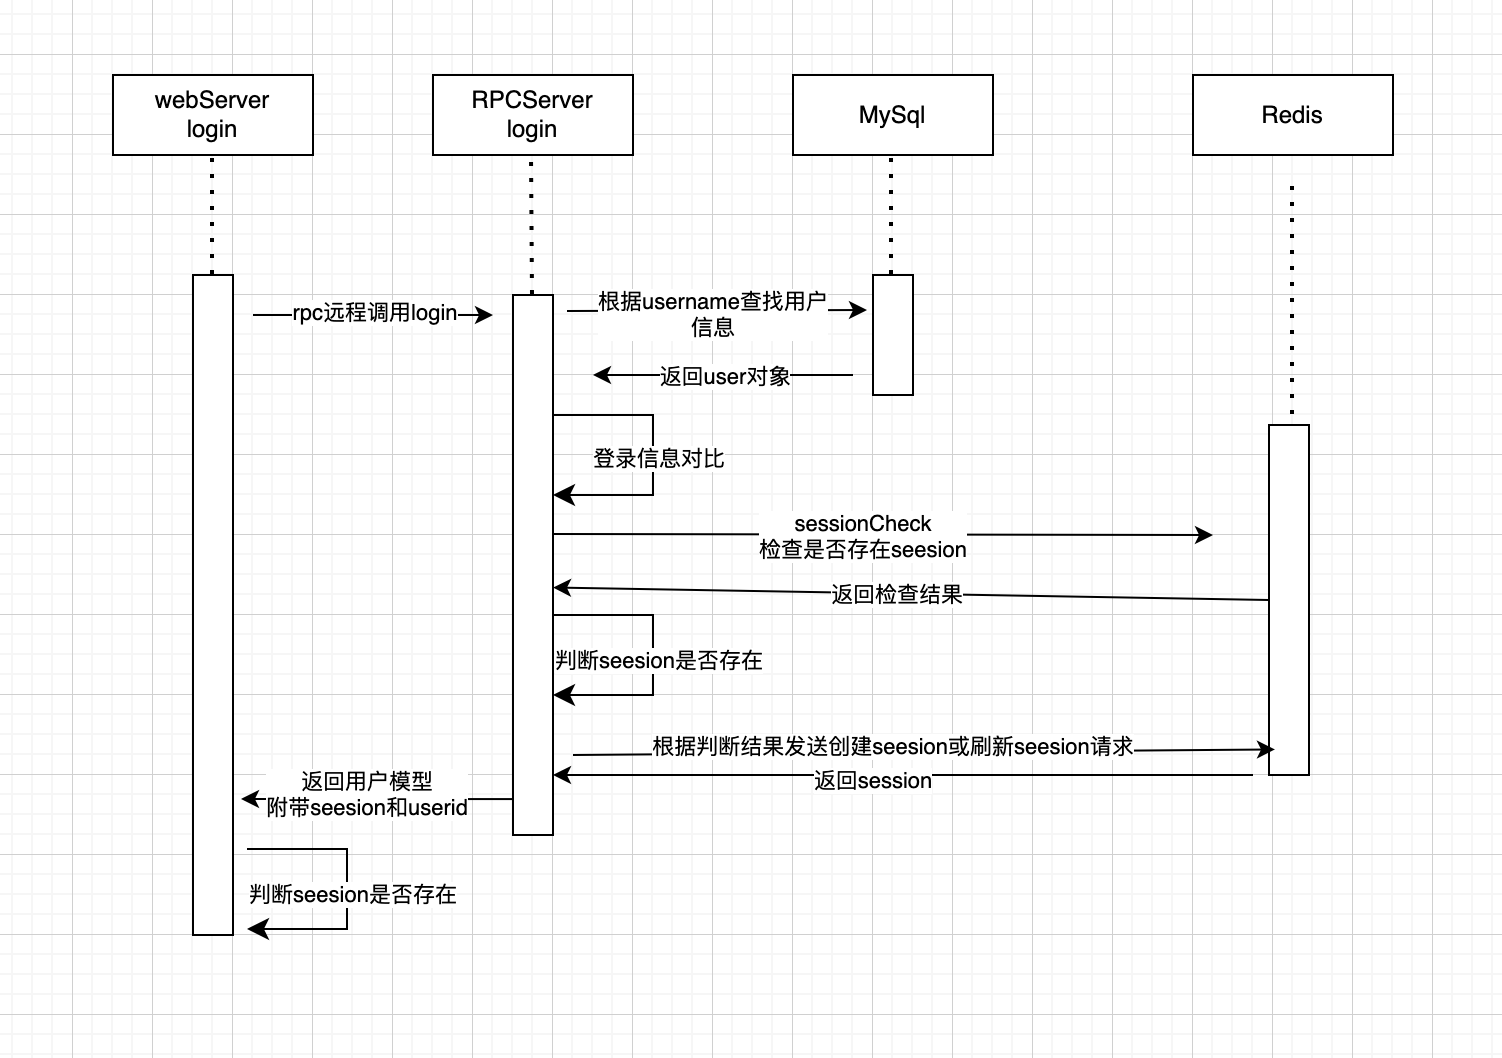 webServer
login
RPCServer
login
MySql
Redis
rpc远程调用login
根据username查找用户
信息
返回user对象
登录信息对比
sessionCheck
检查是否存在seesion
返回检查结果
判断seesion是否存在
根据判断结果发送创建seesion或刷新seesion请求
返回session
返回用户模型
附带seesion和userid
判断seesion是否存在